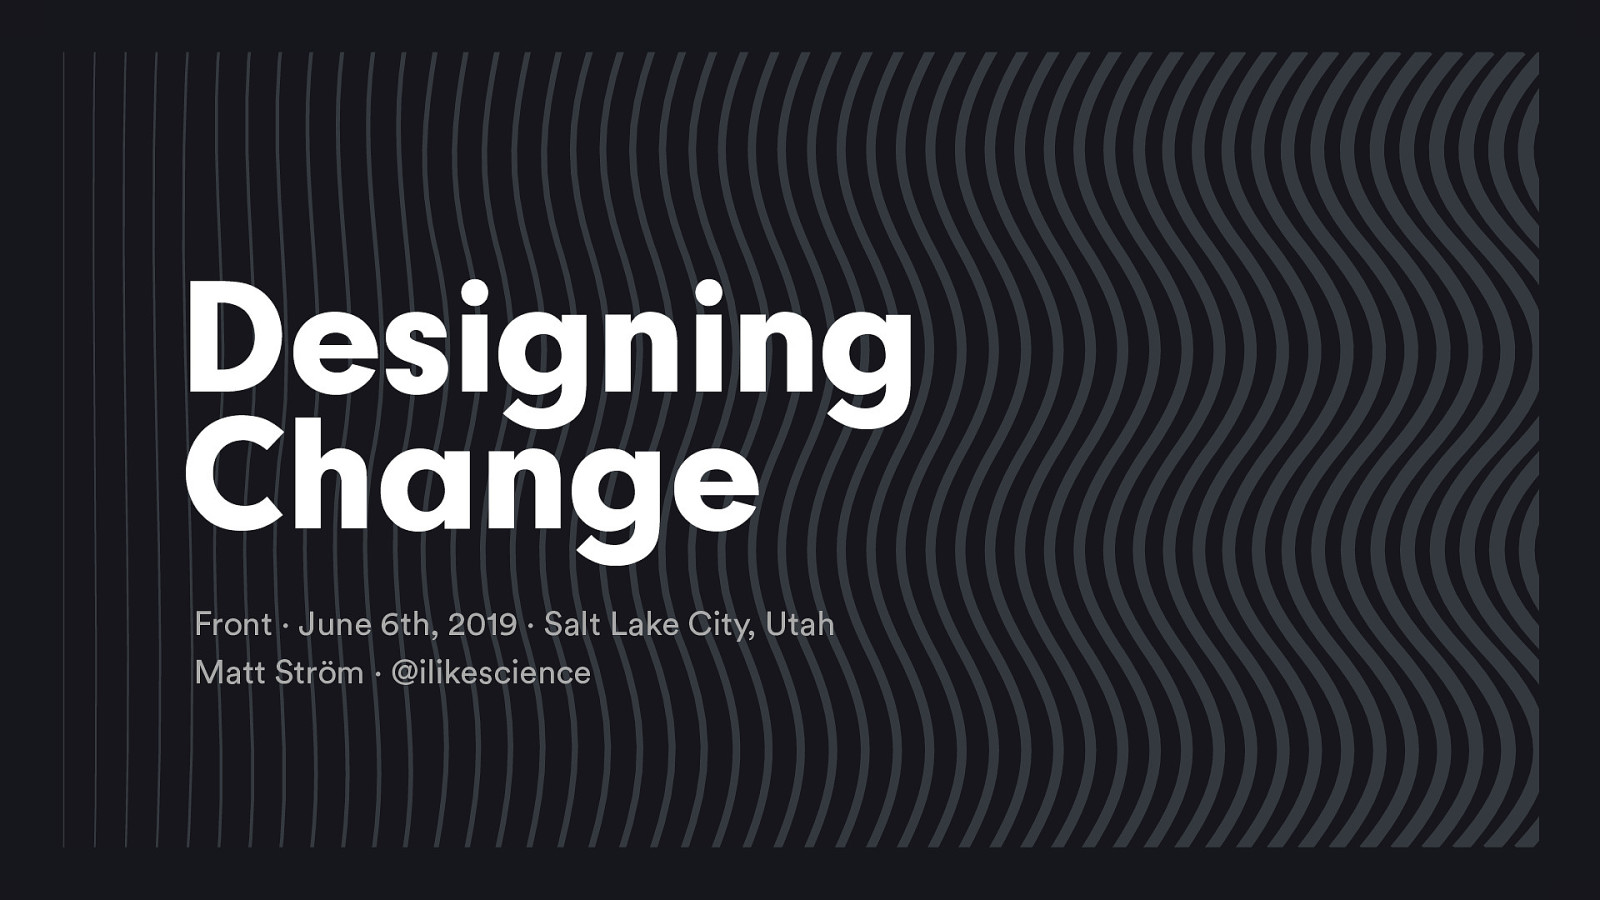 Designing
Change
Front · June 6th, 2019 · Salt Lake City, Utah
Matt Ström · @ilikescience